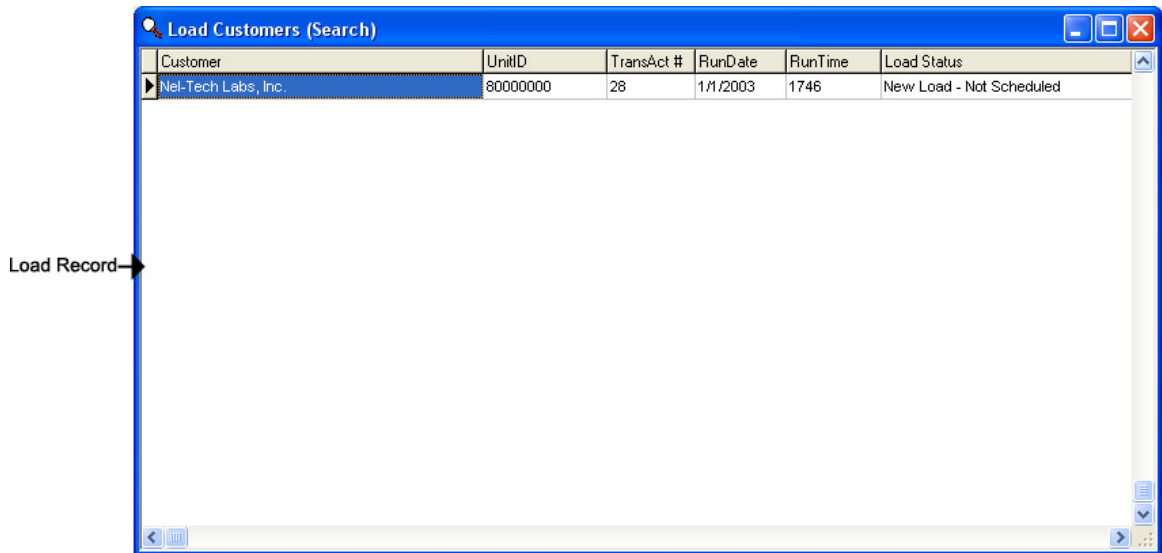 Load Customers (Search)
Customer UnitID TransAct # RunDate RunTime Load Status
Nel-Tech Labs, Inc. 80000000 28 1/1/2003 1746 New Load - Not Scheduled
Load Record